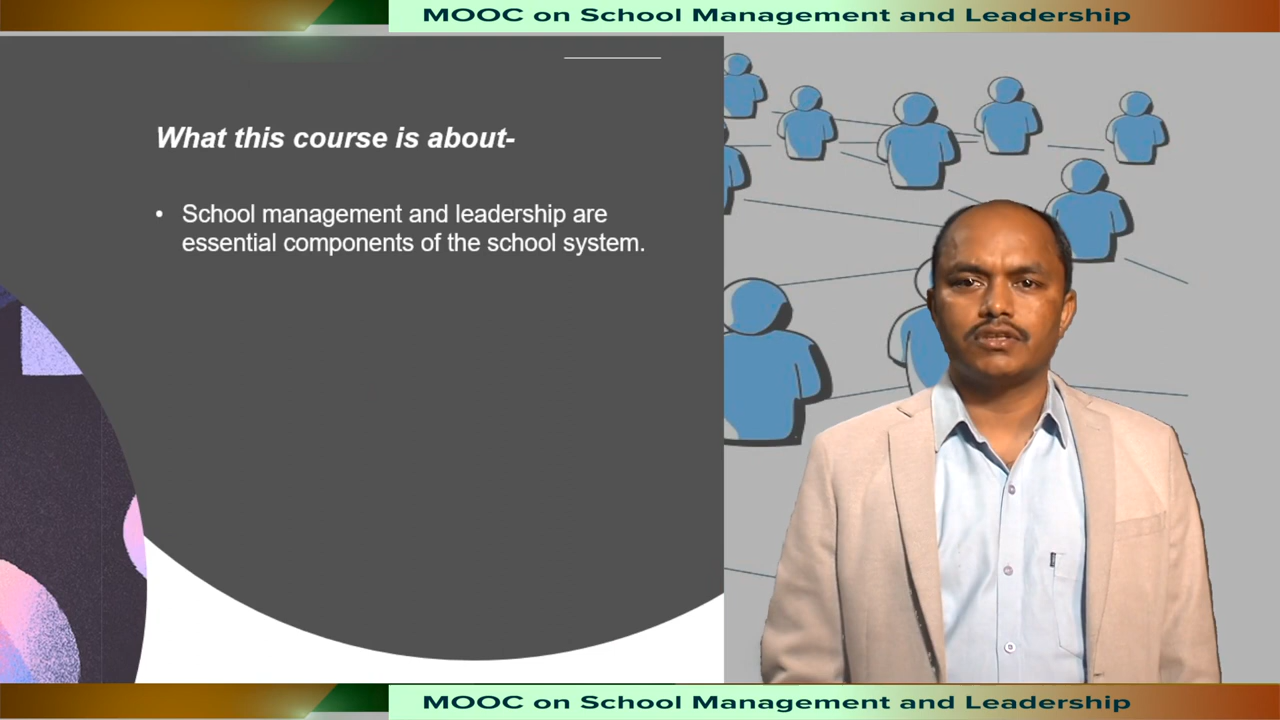 MOOC on School Management and Leadership
What this course is about-
• School management and leadership are
essential components of the school system.
MOOC on School Management and Leadership